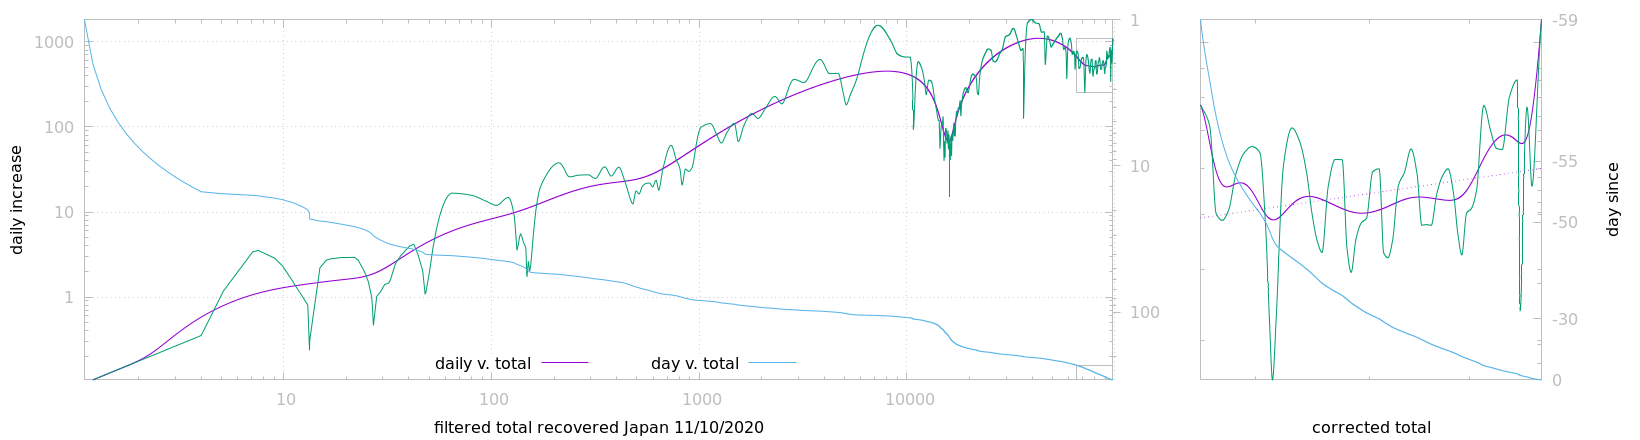 1000
100
10
1
daily increase
daily v. total
day v. total
10
100
1000
10000
filtered total recovered Japan 11/10/2020
1
10
100
-59
-55
-50
-30
0
day since
corrected total